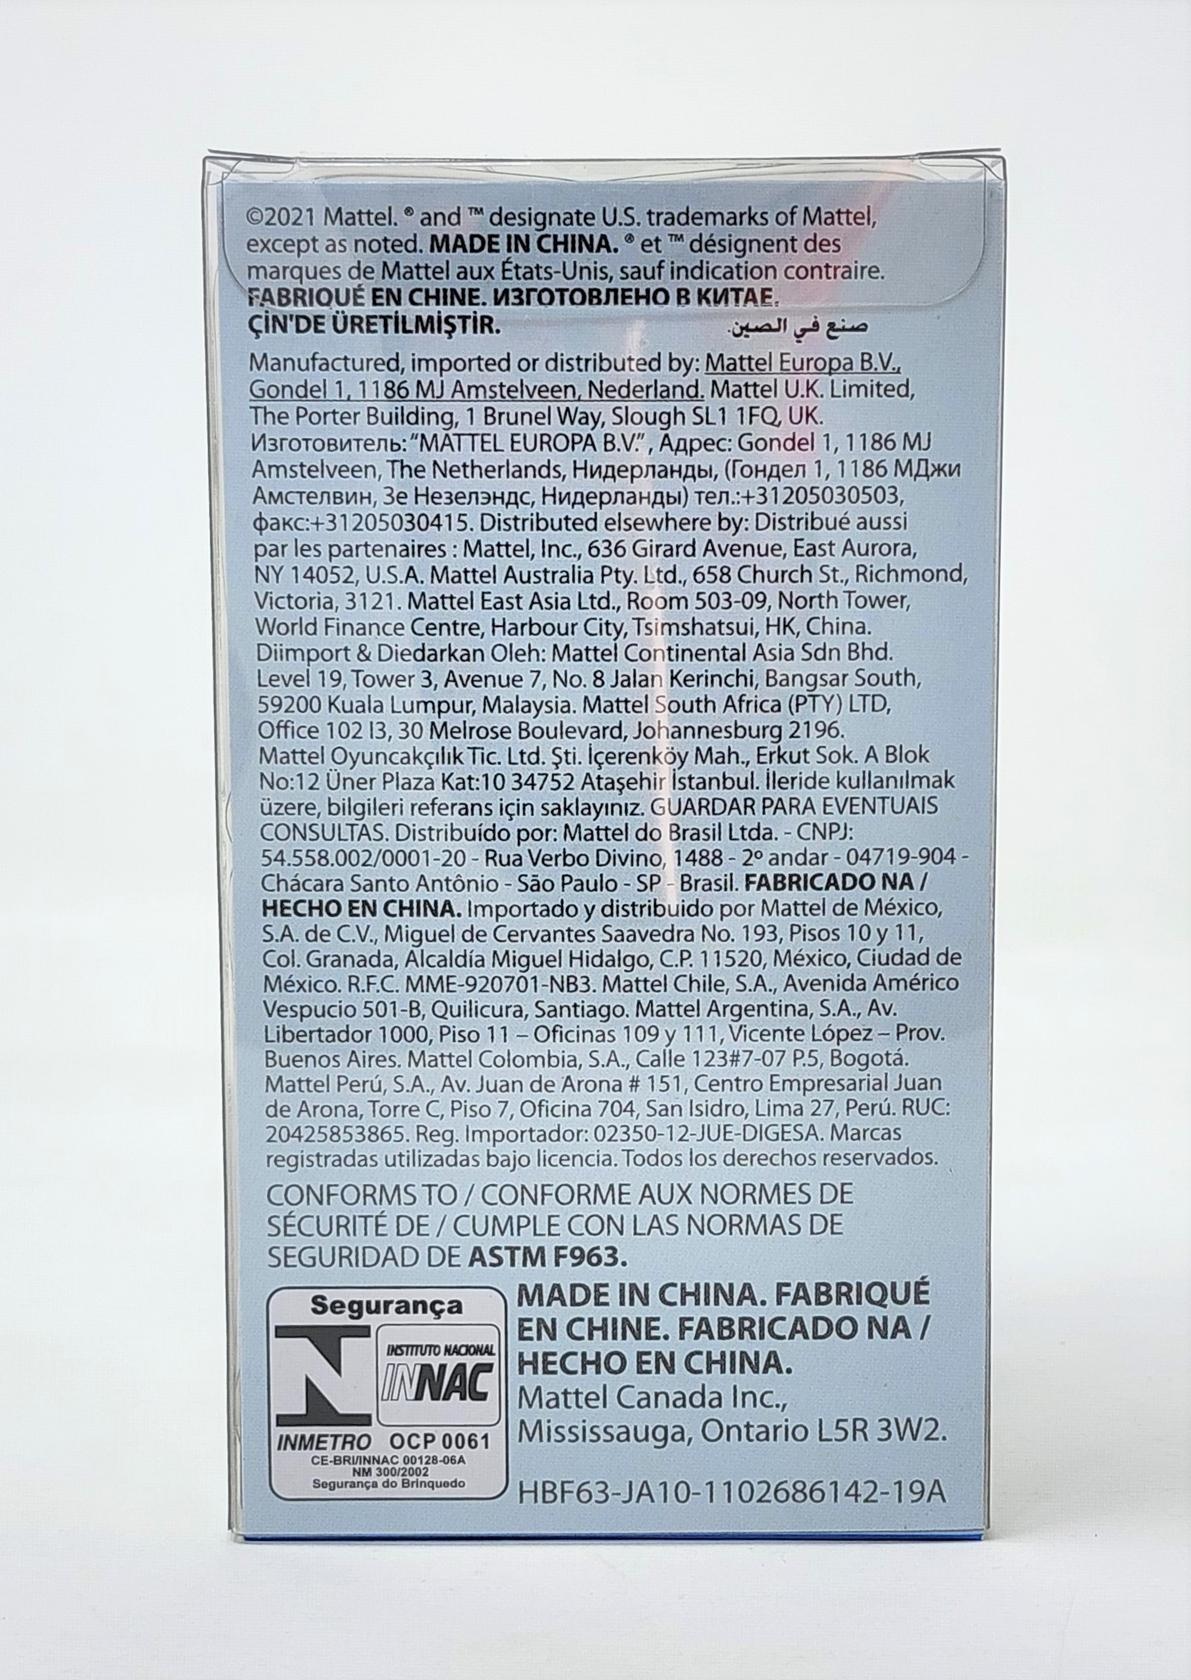 ©2021 Mattel. ® and ™ designate U.S. trademarks of Mattel,
except as noted. MADE IN CHINA. ® et ™ désignent des
marques de Mattel aux États-Unis, sauf indication contraire.
FABRIQUÉ EN CHINE. ИЗГОТОВЛЕНО В КИТАЕ.
ÇİN'DE ÜRETİLMİŞTİR. صنع في الصين.
Manufactured, imported or distributed by: Mattel Europa B.V.,
Gondel 1, 1186 MJ Amstelveen, Nederland. Mattel U.K. Limited,
The Porter Building, 1 Brunel Way, Slough SL1 1FQ, UK.
Изготовитель: "MATTEL EUROPA B.V.", Адрес: Gondel 1, 1186 MJ
Amstelveen, The Netherlands, Нидерланды, (Гондел 1, 1186 МДжи
Амстелвин, Зе Незелэндс, Нидерланды) тел.:+31205030503,
факс:+31205030415. Distributed elsewhere by: Distribué aussi
par les partenaires : Mattel, Inc., 636 Girard Avenue, East Aurora,
NY 14052, U.S.A. Mattel Australia Pty. Ltd., 658 Church St., Richmond,
Victoria, 3121. Mattel East Asia Ltd., Room 503-09, North Tower,
World Finance Centre, Harbour City, Tsimshatsui, HK, China.
Diimport & Diedarkan Oleh: Mattel Continental Asia Sdn Bhd.
Level 19, Tower 3, Avenue 7, No. 8 Jalan Kerinchi, Bangsar South,
59200 Kuala Lumpur, Malaysia. Mattel South Africa (PTY) LTD,
Office 102 I3, 30 Melrose Boulevard, Johannesburg 2196.
Mattel Oyuncakçılık Tic. Ltd. Şti. İçerenköy Mah., Erkut Sok. A Blok
No:12 Üner Plaza Kat:10 34752 Ataşehir İstanbul. İleride kullanılmak
üzere, bilgileri referans için saklayınız. GUARDAR PARA EVENTUAIS
CONSULTAS. Distribuído por: Mattel do Brasil Ltda. - CNPJ:
54.558.002/0001-20 - Rua Verbo Divino, 1488 - 2º andar - 04719-904 -
Chácara Santo Antônio - São Paulo - SP - Brasil. FABRICADO NA /
HECHO EN CHINA. Importado y distribuido por Mattel de México,
S.A. de C.V., Miguel de Cervantes Saavedra No. 193, Pisos 10 y 11,
Col. Granada, Alcaldía Miguel Hidalgo, C.P. 11520, México, Ciudad de
México. R.F.C. MME-920701-NB3. Mattel Chile, S.A., Avenida Américo
Vespucio 501-B, Quilicura, Santiago. Mattel Argentina, S.A., Av.
Libertador 1000, Piso 11 – Oficinas 109 y 111, Vicente López – Prov.
Buenos Aires. Mattel Colombia, S.A., Calle 123#7-07 P.5, Bogotá.
Mattel Perú, S.A., Av. Juan de Arona # 151, Centro Empresarial Juan
de Arona, Torre C, Piso 7, Oficina 704, San Isidro, Lima 27, Perú. RUC:
20425853865. Reg. Importador: 02350-12-JUE-DIGESA. Marcas
registradas utilizadas bajo licencia. Todos los derechos reservados.
CONFORMS TO / CONFORME AUX NORMES DE
SÉCURITÉ DE / CUMPLE CON LAS NORMAS DE
SEGURIDAD DE ASTM F963.
Segurança
INSTITUTO NACIONAL
INNAC
INMETRO OCP 0061
CE-BRI/INNAC 00128-06A
NM 300/2002
Segurança do Brinquedo
MADE IN CHINA. FABRIQUÉ
EN CHINE. FABRICADO NA /
HECHO EN CHINA.
Mattel Canada Inc.,
Mississauga, Ontario L5R 3W2.
HBF63-JA10-1102686142-19A